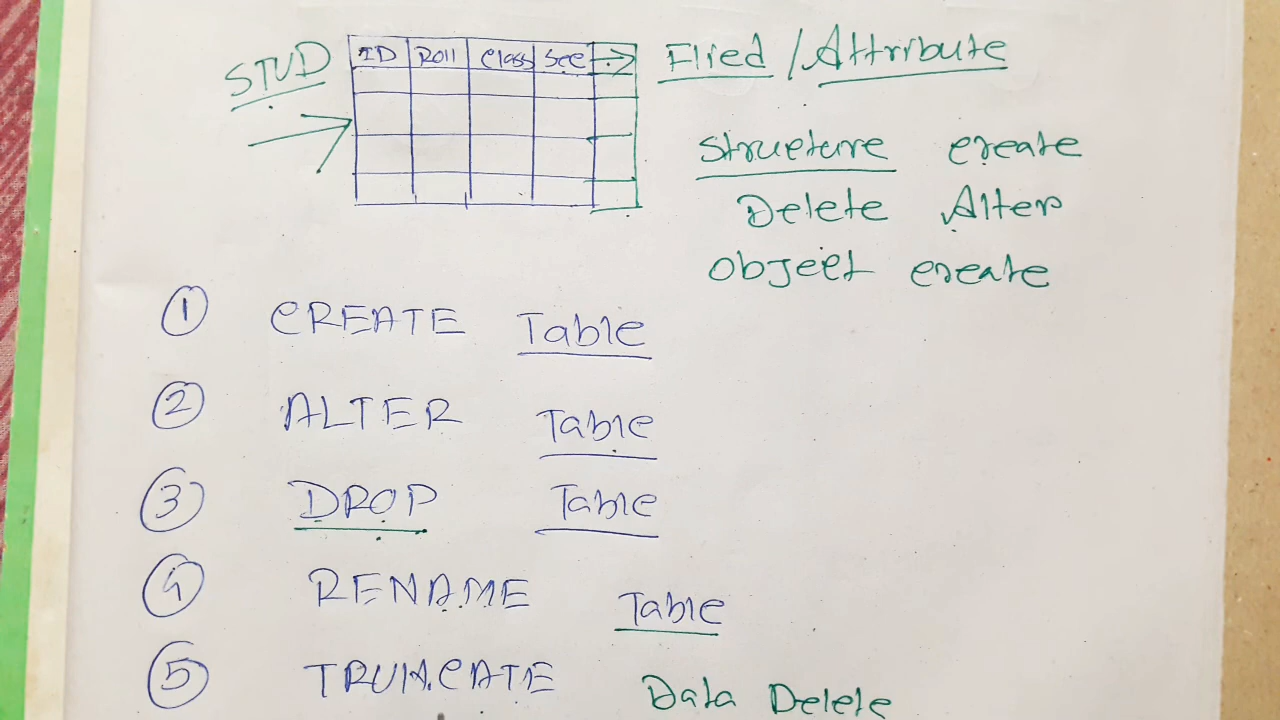 STUD
ID Roll Class Sec
Flied / Attribute
Structure create
Delete Alter
Object create
1 CREATE Table
2 ALTER Table
3 DROP Table
4 RENAME Table
5 TRUNCATE Data Delete